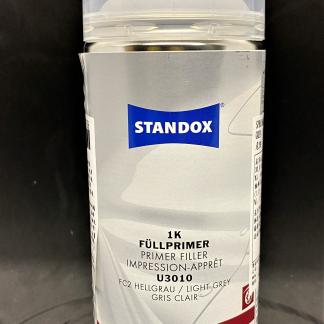 STANDOX®
1K
FÜLLPRIMER
PRIMER FILLER
IMPRESSION-APPRÊT
U3010
FC2 HELLGRAU / LIGHT GREY
GRIS CLAIR